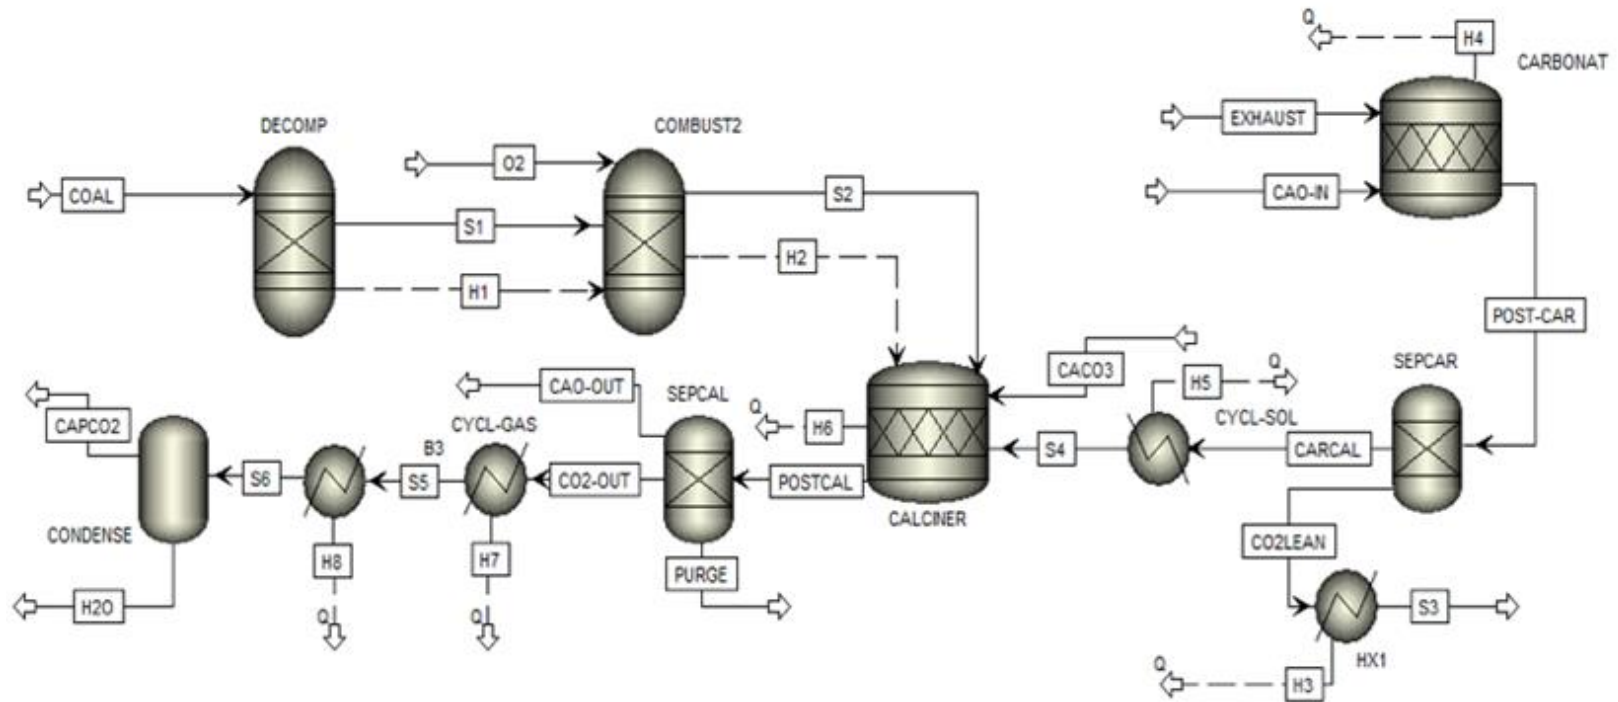 Q
H4
CARBONAT
EXHAUST
CAO-IN
DECOMP
COMBUST2
O2
COAL
S2
S1
H2
H1
POST-CAR
CACO3
SEPCAR
H5
Q
CYCL-SOL
CAO-OUT
SEPCAL
Q
H6
CAPCO2
CYCL-GAS
B3
S4
CARCAL
S6
S5
CO2-OUT
POSTCAL
CALCINER
CONDENSE
CO2LEAN
H8
H7
PURGE
H2O
Q
Q
S3
HX1
Q
H3